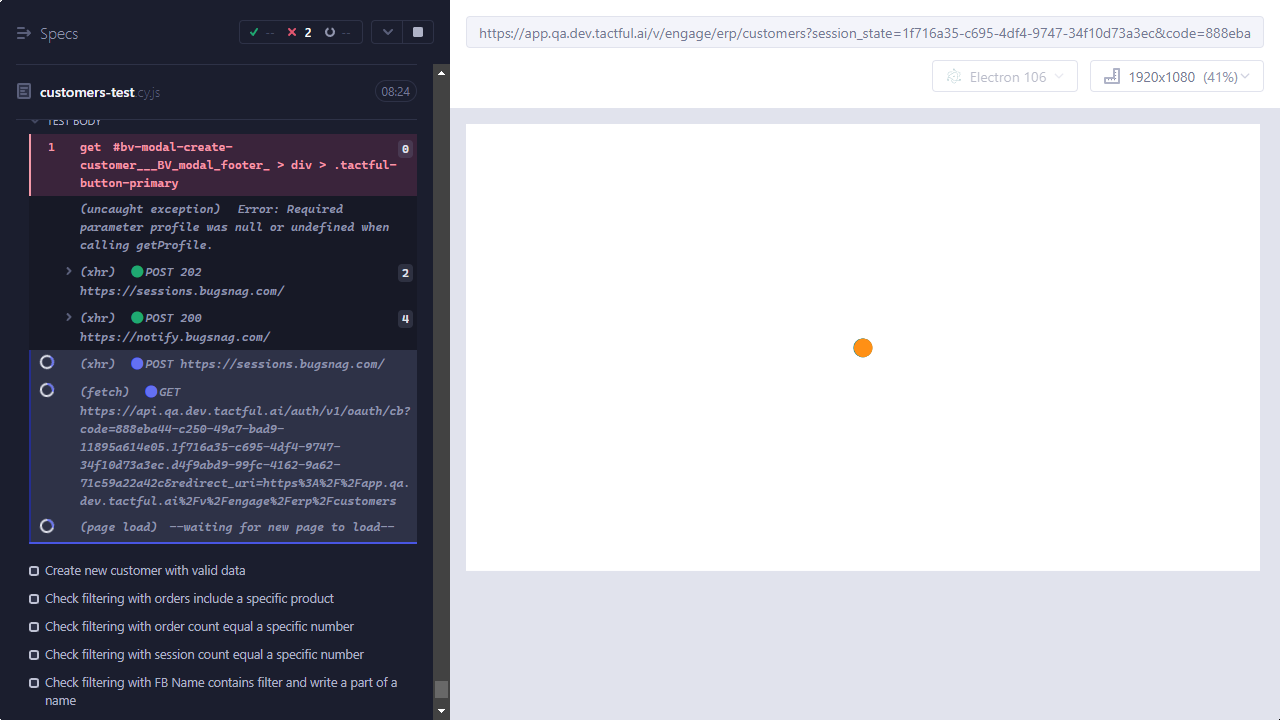 Specs
--
2
--
customers-test.cy.js
08:24
TEST BODY
1 get #bv-modal-create-
customer___BV_modal_footer_ > div > .tactful-
button-primary
0
(uncaught exception) Error: Required
parameter profile was null or undefined when
calling getProfile.
(xhr) POST 202
https://sessions.bugsnag.com/
2
(xhr) POST 200
https://notify.bugsnag.com/
4
(xhr) POST https://sessions.bugsnag.com/
(fetch) GET
https://api.qa.dev.tactful.ai/auth/v1/oauth/cb?
code=888eba44-c250-49a7-bad9-
11895a614e05.1f716a35-c695-4df4-9747-
34f10d73a3ec.d4f9abd9-99fc-4162-9a62-
71c59a22a42c&redirect_uri=https%3A%2F%2Fapp.qa.
dev.tactful.ai%2Fv%2Fengage%2Ferp%2Fcustomers
(page load) --waiting for new page to load--
Create new customer with valid data
Check filtering with orders include a specific product
Check filtering with order count equal a specific number
Check filtering with session count equal a specific number
Check filtering with FB Name contains filter and write a part of a
name
https://app.qa.dev.tactful.ai/v/engage/erp/customers?session_state=1f716a35-c695-4df4-9747-34f10d73a3ec&code=888eba
Electron 106
1920x1080 (41%)